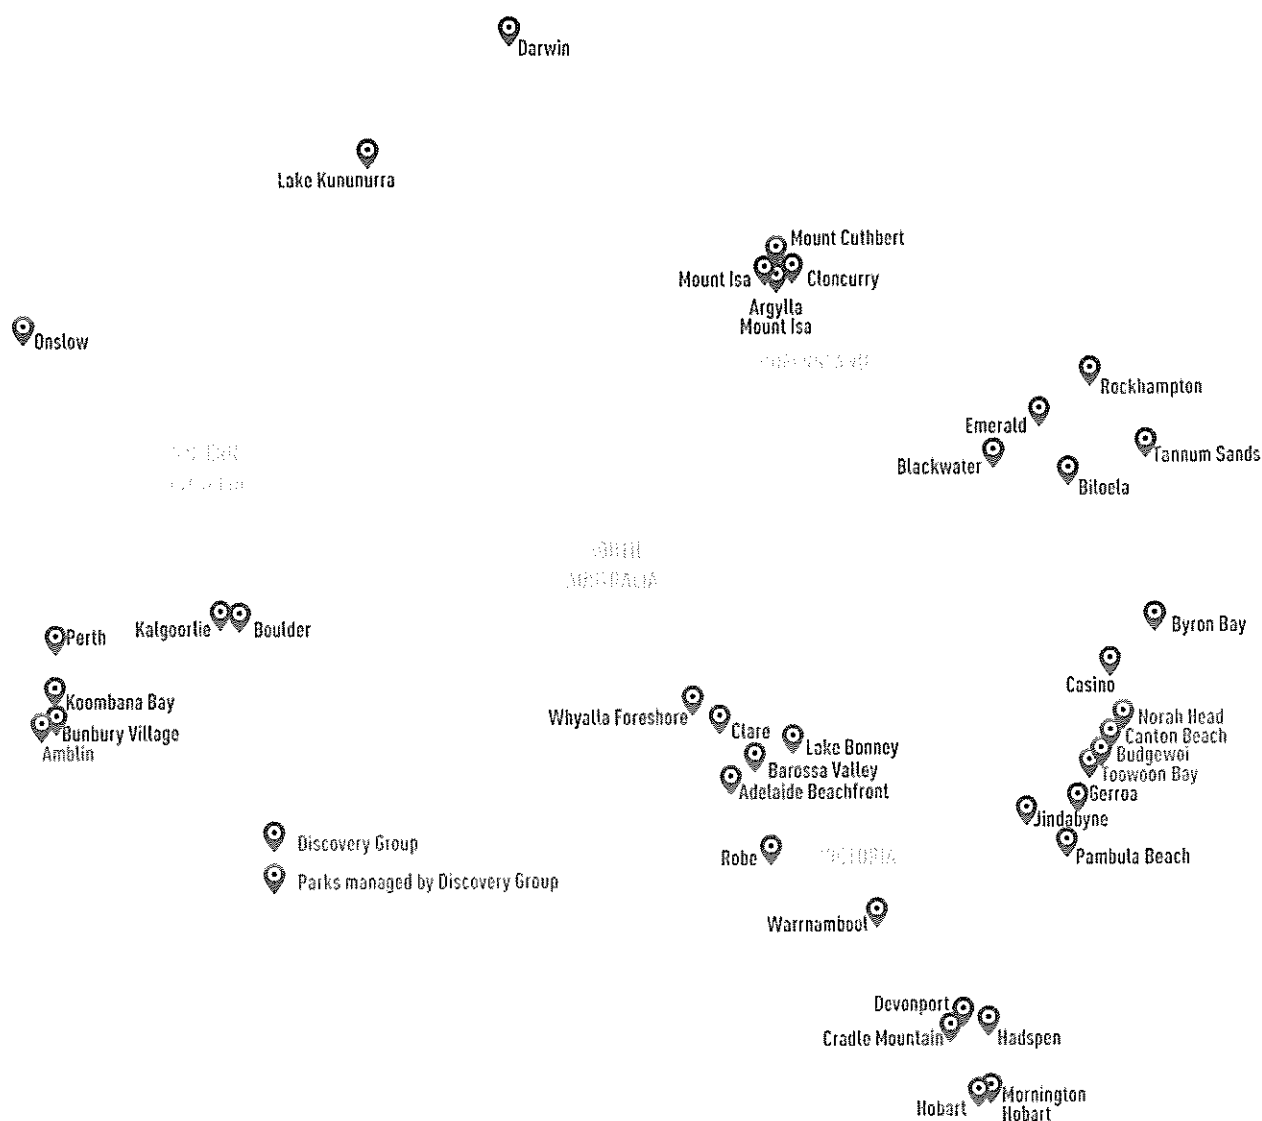 Darwin
Lake Kununurra
Mount Cuthbert
Mount Isa
Cloncurry
Argylla
Mount Isa
Onslow
Rockhampton
Emerald
Tannum Sands
Blackwater
Biloela
AUSTRALIA
Byron Bay
Perth
Kalgoorlie
Boulder
Casino
Koombana Bay
Whyalla Foreshore
Norah Head
Bunbury Village
Clare
Canton Beach
Amblin
Lake Bonney
Budgewoi
Barossa Valley
Toowoon Bay
Adelaide Beachfront
Gerroa
Jindabyne
Discovery Group
Robe
VICTORIA
Pambula Beach
Parks managed by Discovery Group
Warrnambool
Devonport
Cradle Mountain
Hadspen
Mornington
Hobart
Hobart